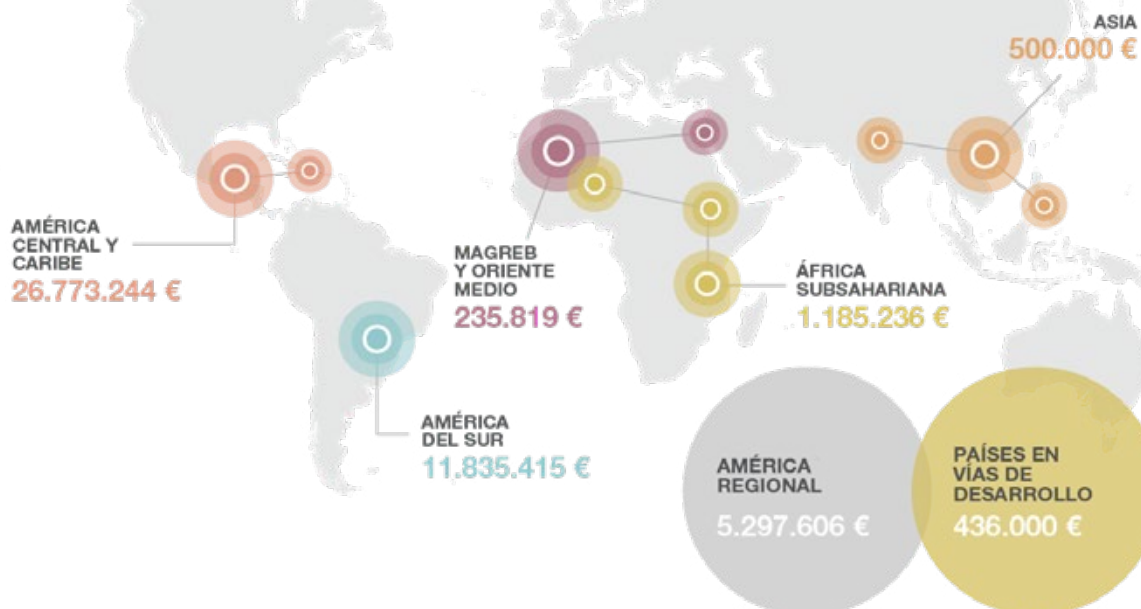 ASIA
500.000 €
AMÉRICA
CENTRAL Y
CARIBE
26.773.244 €
MAGREB
Y ORIENTE
MEDIO
235.819 €
ÁFRICA
SUBSAHARIANA
1.185.236 €
AMÉRICA
DEL SUR
11.835.415 €
AMÉRICA
REGIONAL
5.297.606 €
PAÍSES EN
VÍAS DE
DESARROLLO
436.000 €